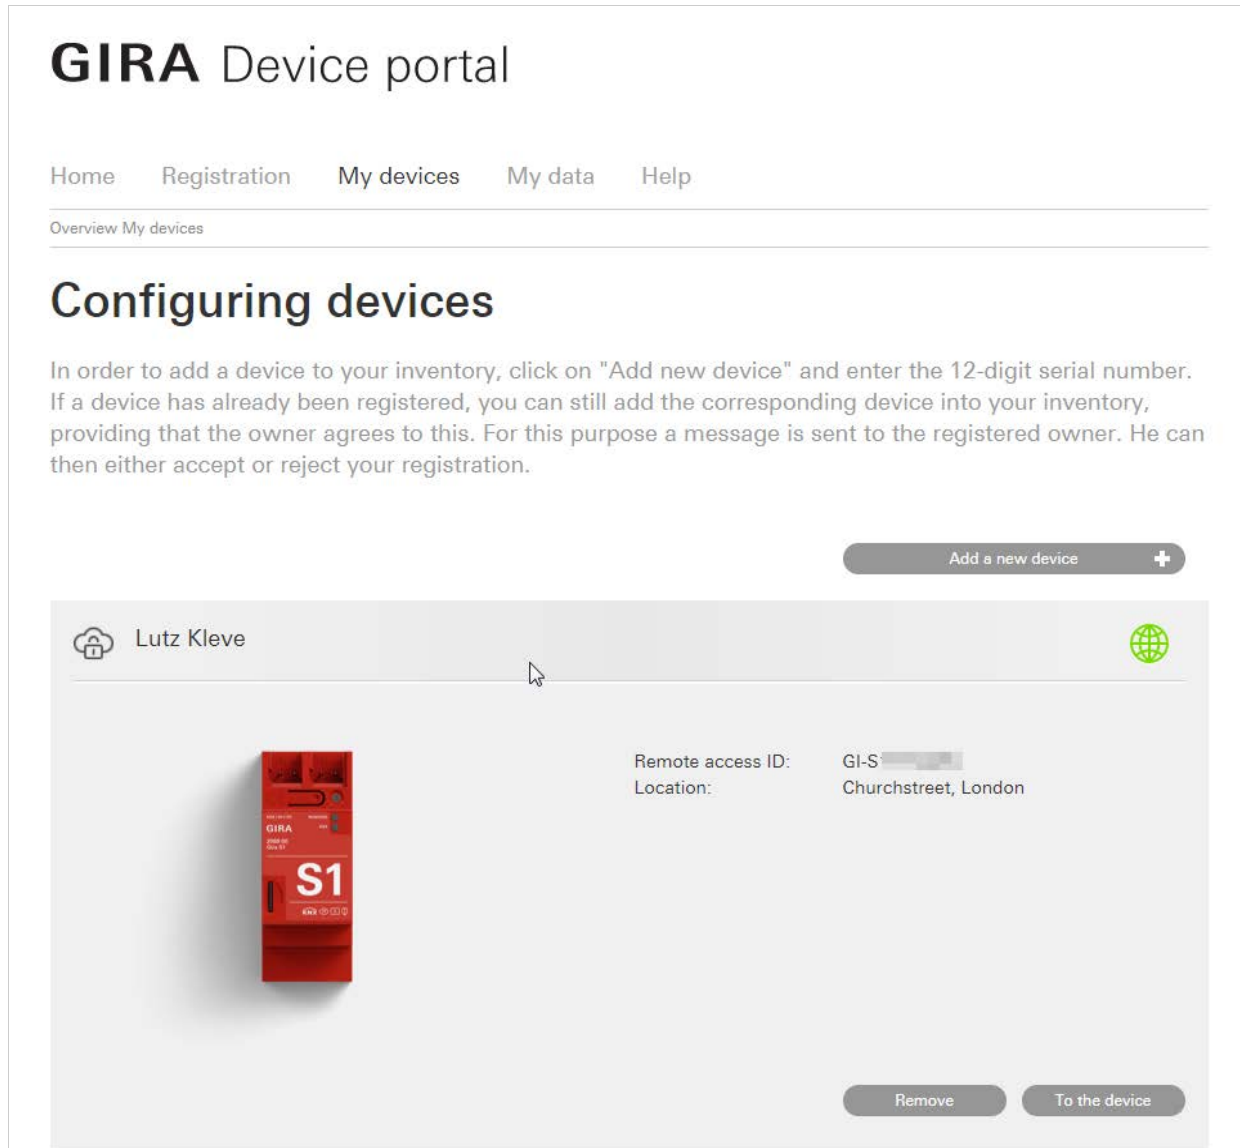 GIRA Device portal
Home Registration My devices My data Help
Overview My devices
Configuring devices
In order to add a device to your inventory, click on "Add new device" and enter the 12-digit serial number.
If a device has already been registered, you can still add the corresponding device into your inventory,
providing that the owner agrees to this. For this purpose a message is sent to the registered owner. He can
then either accept or reject your registration.
Add a new device
Lutz Kleve
Remote access ID: GI-S
Location: Churchstreet, London
GIRA
S1
KNX
Remove To the device